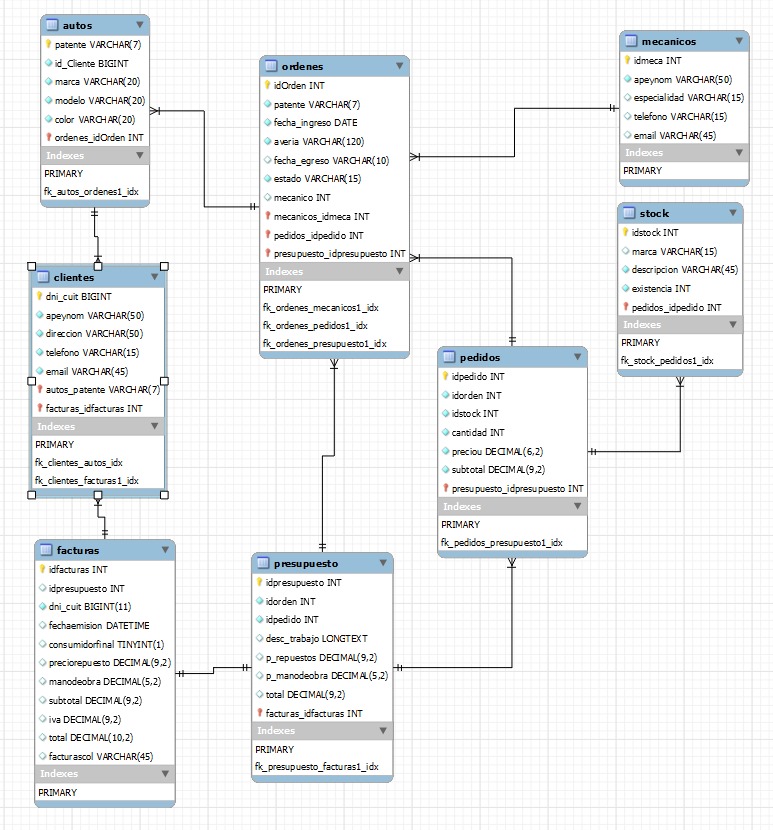 autos
patente VARCHAR(7)
id_Cliente BIGINT
marca VARCHAR(20)
modelo VARCHAR(20)
color VARCHAR(20)
ordenes_idOrden INT
Indexes
PRIMARY
fk_autos_ordenes1_idx
ordenes
idOrden INT
patente VARCHAR(7)
fecha_ingreso DATE
averia VARCHAR(120)
fecha_egreso VARCHAR(10)
estado VARCHAR(15)
mecanico INT
mecanicos_idmeca INT
pedidos_idpedido INT
presupuesto_idpresupuesto INT
Indexes
PRIMARY
fk_ordenes_mecanicos1_idx
fk_ordenes_pedidos1_idx
fk_ordenes_presupuesto1_idx
mecanicos
idmeca INT
apeynom VARCHAR(50)
especialidad VARCHAR(15)
telefono VARCHAR(15)
email VARCHAR(45)
Indexes
PRIMARY
stock
idstock INT
marca VARCHAR(15)
descripcion VARCHAR(45)
existencia INT
pedidos_idpedido INT
Indexes
PRIMARY
fk_stock_pedidos1_idx
clientes
dni_cuit BIGINT
apeynom VARCHAR(50)
direccion VARCHAR(50)
telefono VARCHAR(15)
email VARCHAR(45)
autos_patente VARCHAR(7)
facturas_idfacturas INT
Indexes
PRIMARY
fk_clientes_autos_idx
fk_clientes_facturas1_idx
pedidos
idpedido INT
idorden INT
idstock INT
cantidad INT
preciou DECIMAL(6,2)
subtotal DECIMAL(9,2)
presupuesto_idpresupuesto INT
Indexes
PRIMARY
fk_pedidos_presupuesto1_idx
facturas
idfacturas INT
idpresupuesto INT
dni_cuit BIGINT(11)
fechaemision DATETIME
consumidorfinal TINYINT(1)
preciorepuesto DECIMAL(9,2)
manodeobra DECIMAL(5,2)
subtotal DECIMAL(9,2)
iva DECIMAL(9,2)
total DECIMAL(10,2)
facturascol VARCHAR(45)
Indexes
PRIMARY
presupuesto
idpresupuesto INT
idorden INT
idpedido INT
desc_trabajo LONGTEXT
p_repuestos DECIMAL(9,2)
p_manodeobra DECIMAL(5,2)
total DECIMAL(9,2)
facturas_idfacturas INT
Indexes
PRIMARY
fk_presupuesto_facturas1_idx